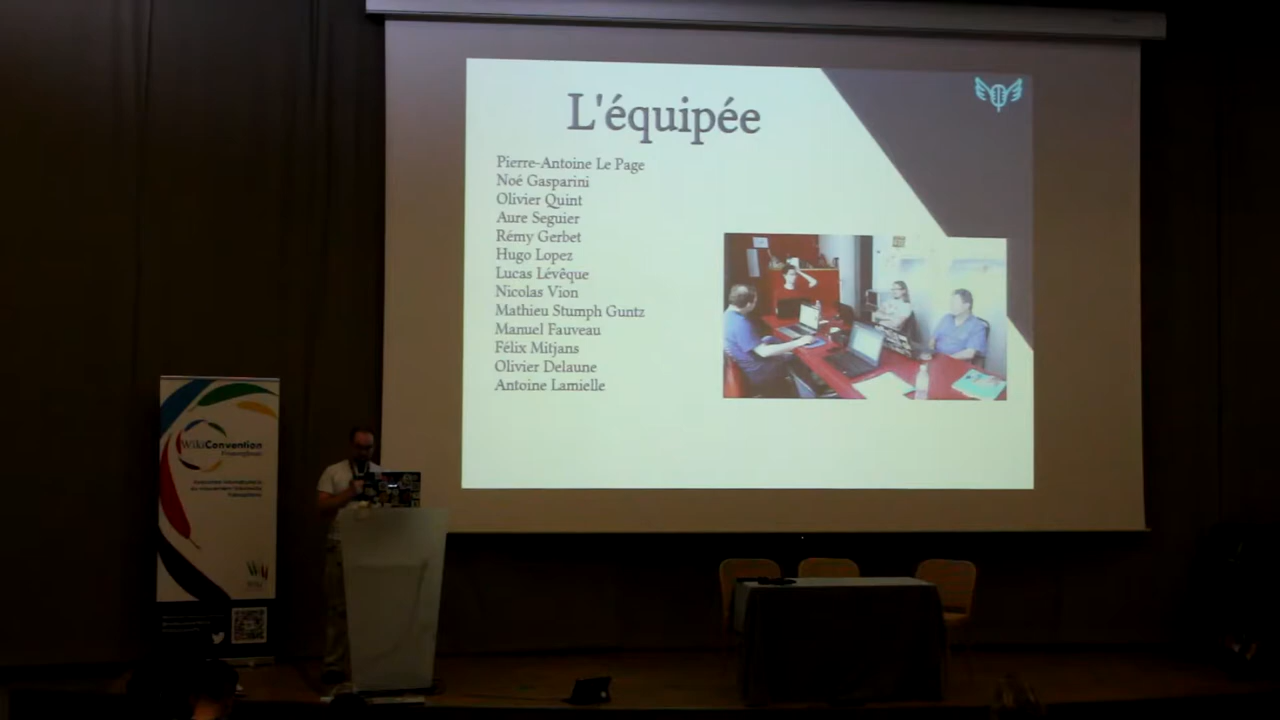 L'équipée
Pierre-Antoine Le Page
Noé Gasparini
Olivier Quint
Aure Seguier
Rémy Gerbet
Hugo Lopez
Lucas Lévêque
Nicolas Vion
Mathieu Stumph Guntz
Manuel Fauveau
Félix Mitjans
Olivier Delaune
Antoine Lamielle
WikiConvention
Francophone